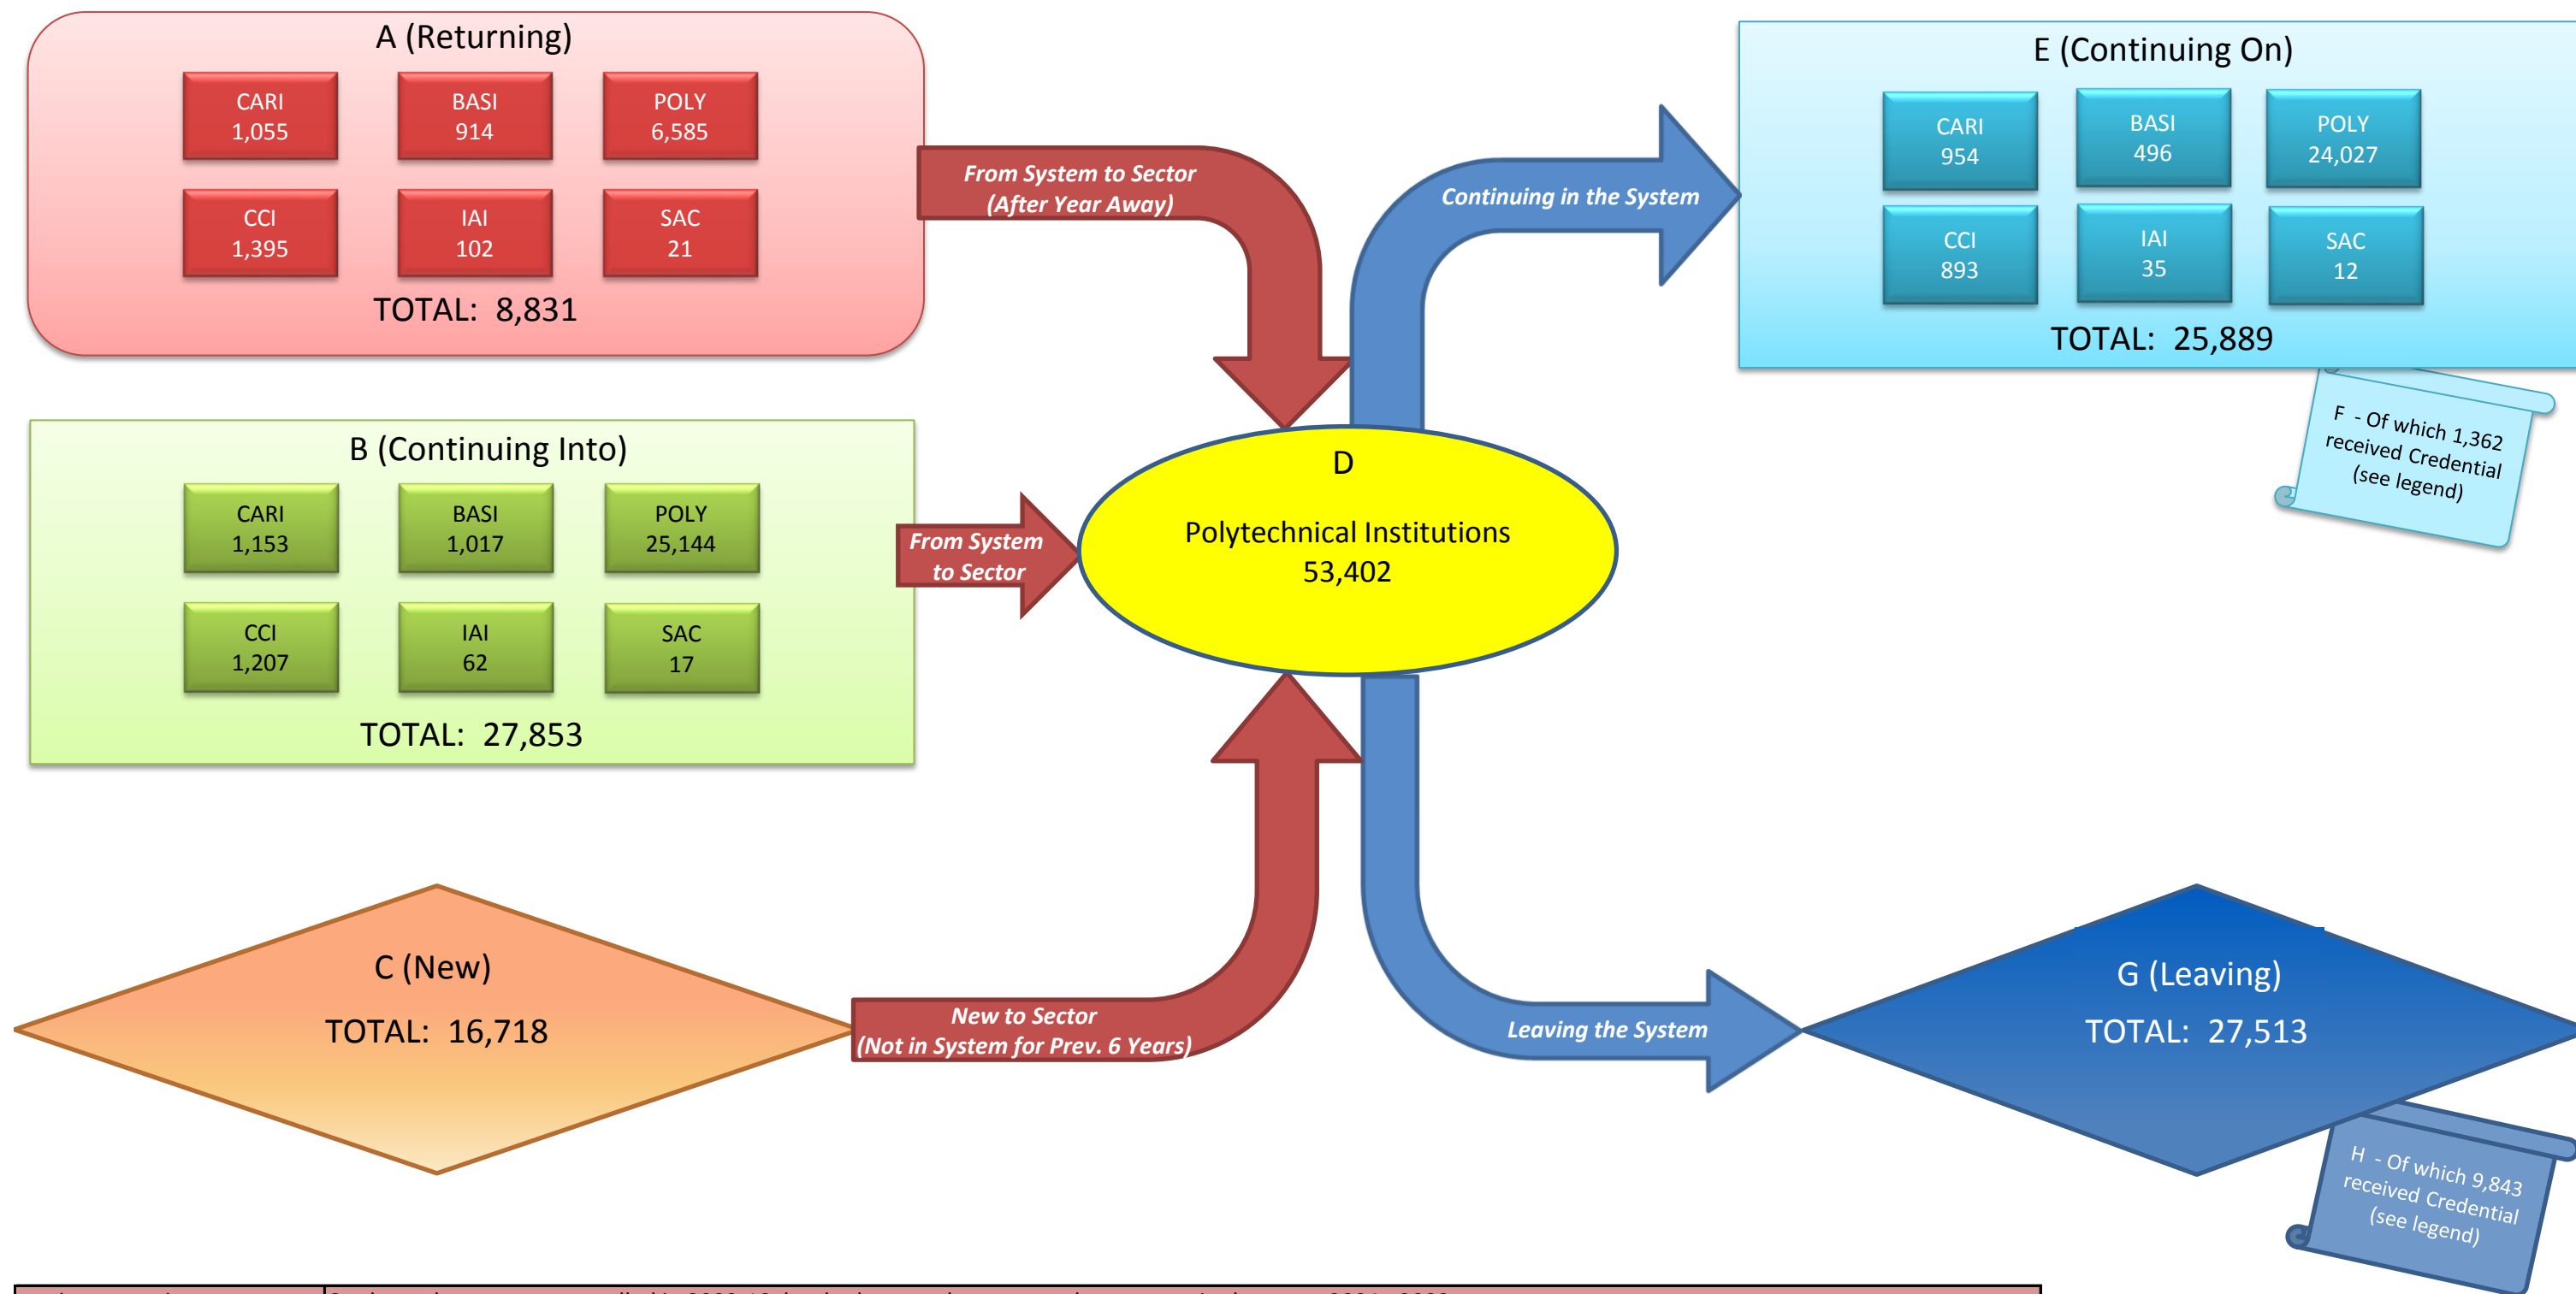 A (Returning)
CARI
1,055
BASI
914
POLY
6,585
CCI
1,395
IAI
102
SAC
21
TOTAL: 8,831
From System to Sector
(After Year Away)
Continuing in the System
E (Continuing On)
CARI
954
BASI
496
POLY
24,027
CCI
893
IAI
35
SAC
12
TOTAL: 25,889
F - Of which 1,362
received Credential
(see legend)
B (Continuing Into)
CARI
1,153
BASI
1,017
POLY
25,144
CCI
1,207
IAI
62
SAC
17
TOTAL: 27,853
From System
to Sector
D
Polytechnical Institutions
53,402
C (New)
TOTAL: 16,718
New to Sector
(Not in System for Prev. 6 Years)
Leaving the System
G (Leaving)
TOTAL: 27,513
H - Of which 9,843
received Credential
(see legend)